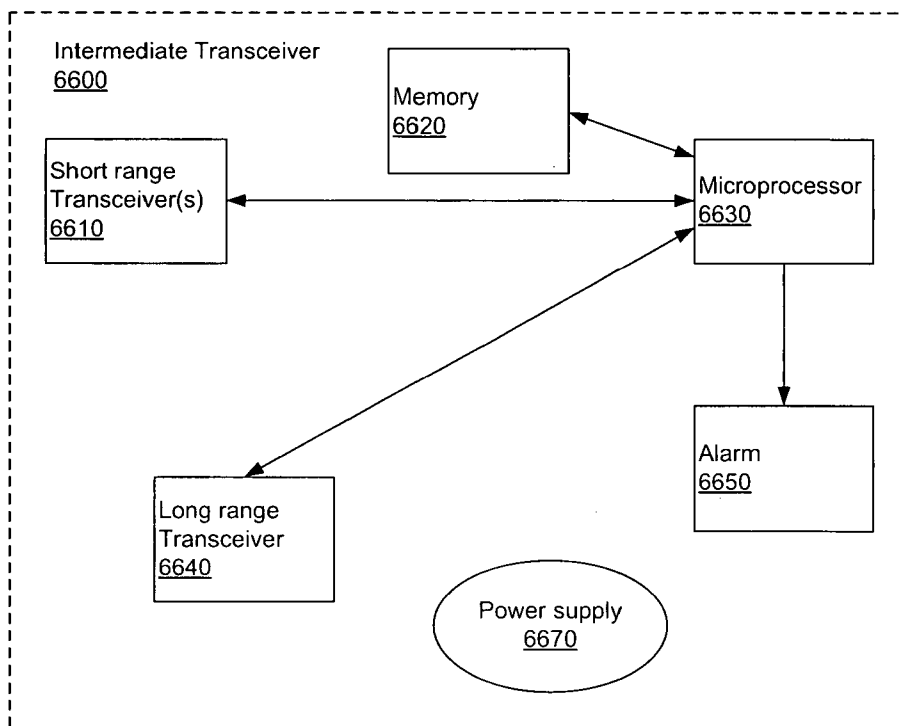 Intermediate Transceiver
6600
Memory
6620
Short range
Transceiver(s)
6610
Microprocessor
6630
Alarm
6650
Long range
Transceiver
6640
Power supply
6670